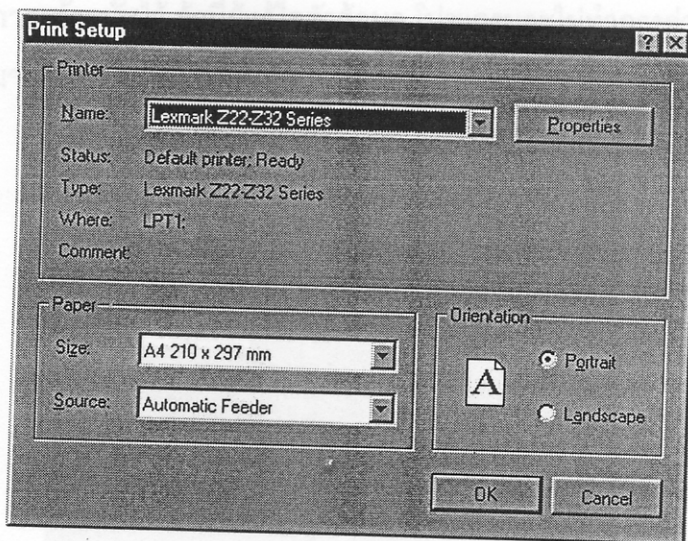 Print Setup
Printer
Name: Lexmark Z22-Z32 Series Properties
Status: Default printer: Ready
Type: Lexmark Z22-Z32 Series
Where: LPT1:
Comment:
Paper
Size: A4 210 x 297 mm
Source: Automatic Feeder
Orientation
A
Portrait
Landscape
OK Cancel